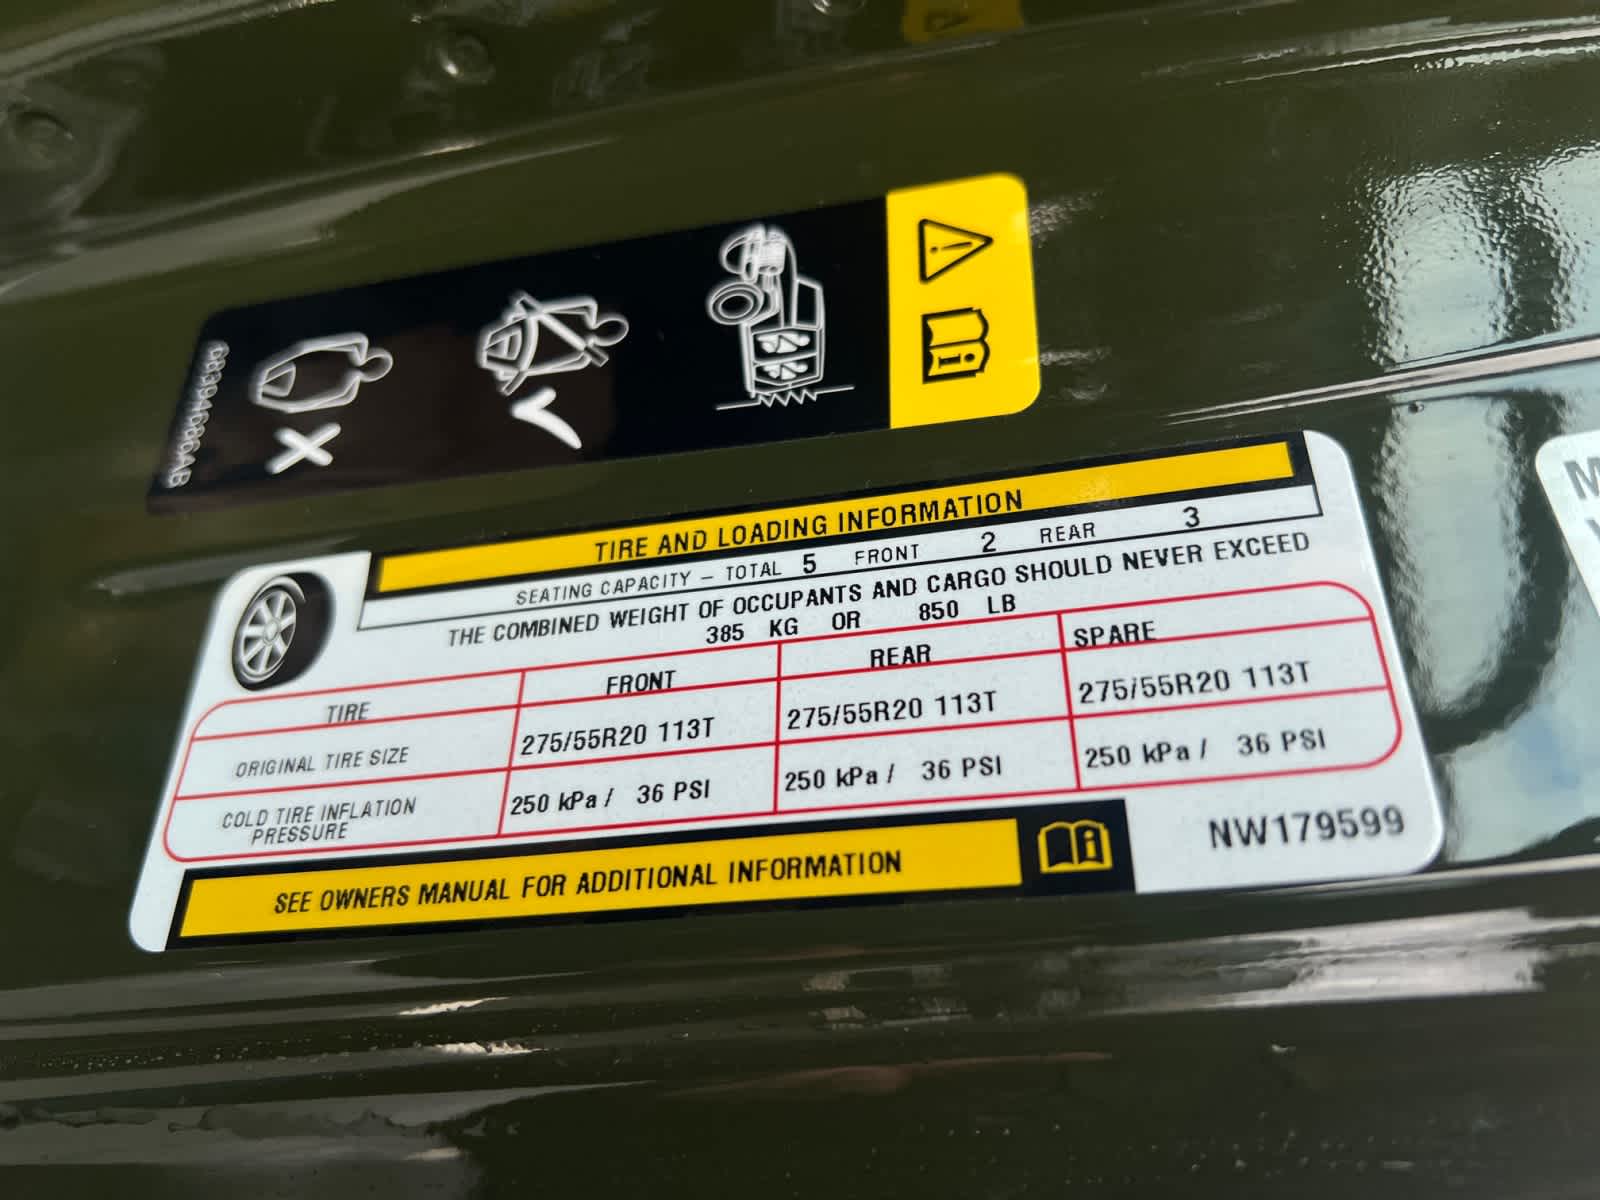 TIRE AND LOADING INFORMATION
SEATING CAPACITY – TOTAL 5 FRONT 2 REAR 3
THE COMBINED WEIGHT OF OCCUPANTS AND CARGO SHOULD NEVER EXCEED
385 KG OR 850 LB
TIRE FRONT REAR SPARE
ORIGINAL TIRE SIZE 275/55R20 113T 275/55R20 113T 275/55R20 113T
COLD TIRE INFLATION PRESSURE 250 kPa / 36 PSI 250 kPa / 36 PSI 250 kPa / 36 PSI
SEE OWNERS MANUAL FOR ADDITIONAL INFORMATION
NW179599